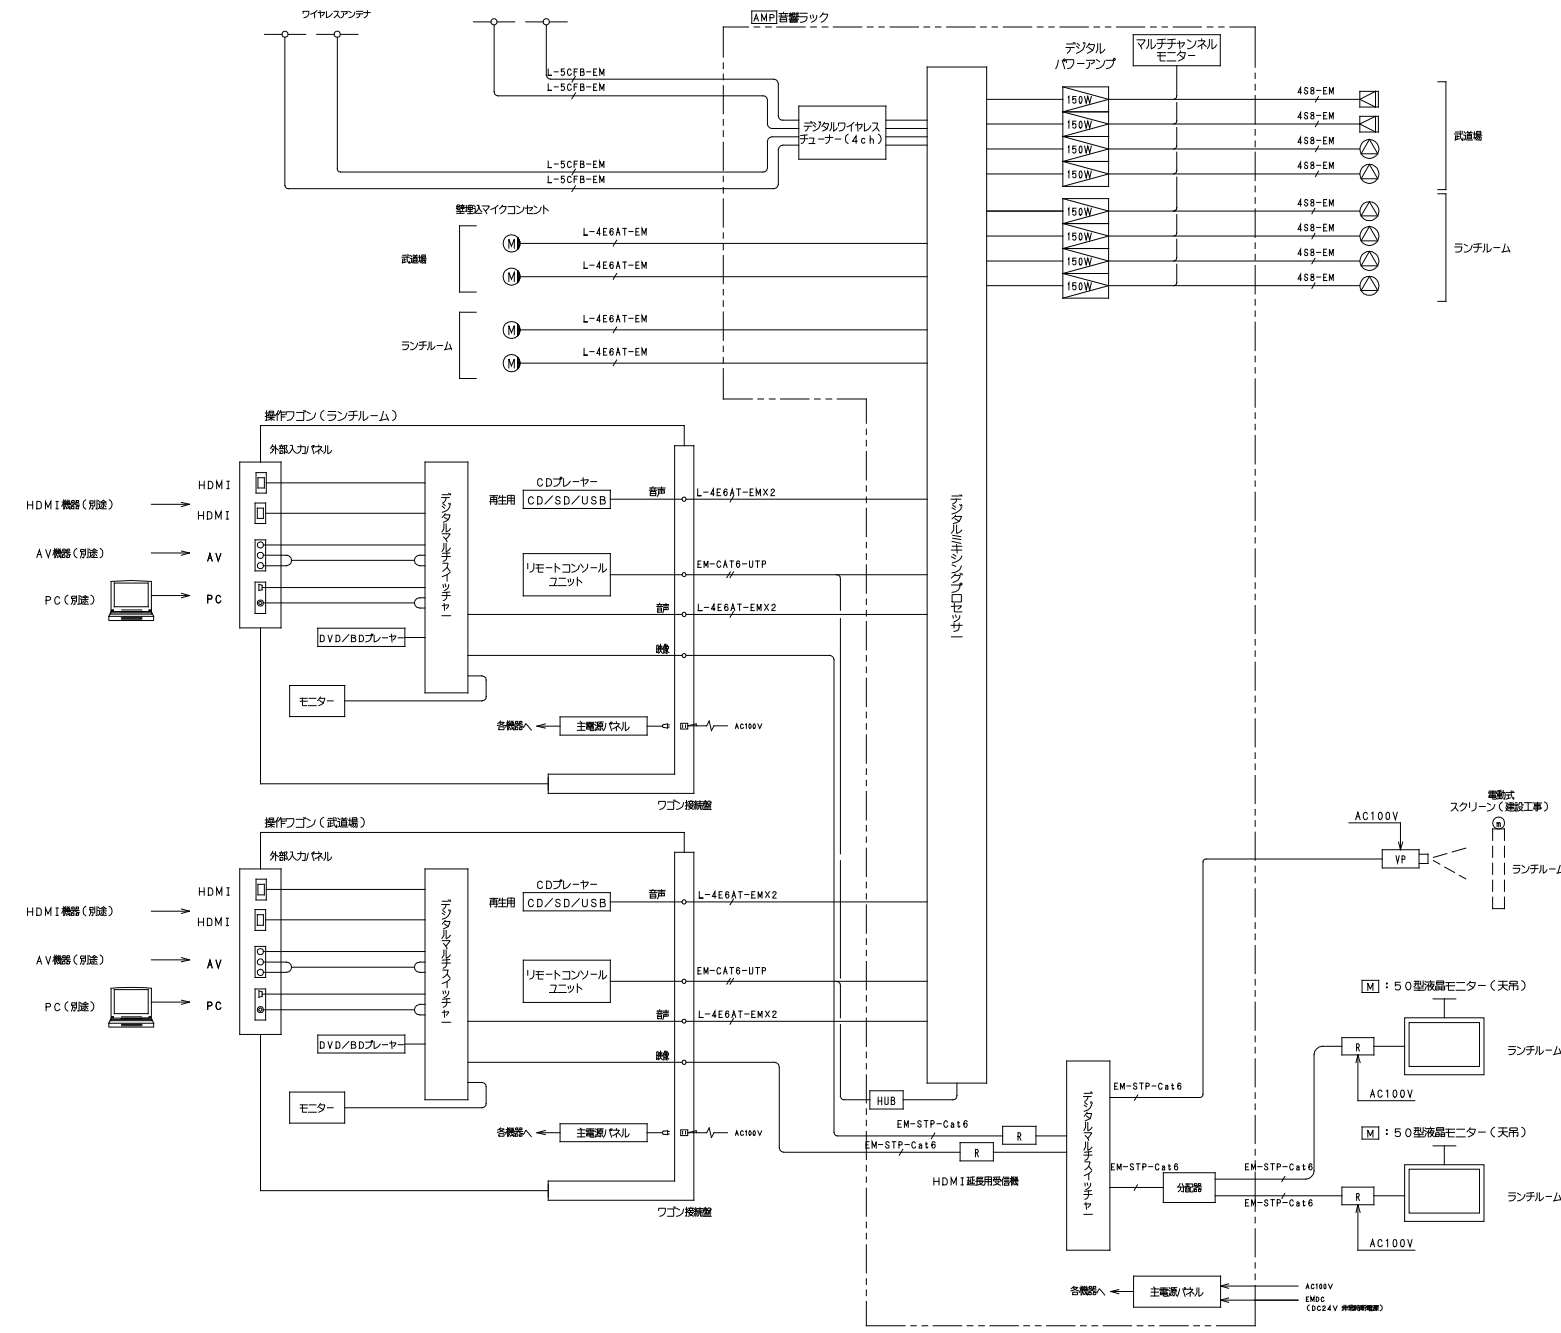 ワイヤレスアンテナ
AMP 音響ラック
L-5CFB-EM
L-5CFB-EM
L-5CFB-EM
L-5CFB-EM
デジタルワイヤレス
チューナー(4ch)
デジタル
パワーアンプ
マルチチャンネル
モニター
150W
150W
150W
150W
150W
150W
150W
150W
4S8-EM
4S8-EM
4S8-EM
4S8-EM
武道場
4S8-EM
4S8-EM
4S8-EM
4S8-EM
ランチルーム
壁埋込マイクコンセント
武道場
M
L-4E6AT-EM
M
L-4E6AT-EM
ランチルーム
M
L-4E6AT-EM
M
L-4E6AT-EM
デジタルミキシングプロセッサー
操作ワゴン(ランチルーム)
外部入力パネル
HDMI機器(別途)
HDMI
HDMI
AV機器(別途)
AV
PC(別途)
PC
デジタルマルチスイッチャー
CDプレーヤー
再生用
CD/SD/USB
音声
L-4E6AT-EMX2
リモートコンソール
ユニット
EM-CAT6-UTP
音声
L-4E6AT-EMX2
映像
DVD/BDプレーヤー
モニター
各機器へ
主電源パネル
AC100V
ワゴン接続盤
操作ワゴン(武道場)
外部入力パネル
HDMI機器(別途)
HDMI
HDMI
AV機器(別途)
AV
PC(別途)
PC
デジタルマルチスイッチャー
CDプレーヤー
再生用
CD/SD/USB
音声
L-4E6AT-EMX2
リモートコンソール
ユニット
EM-CAT6-UTP
音声
L-4E6AT-EMX2
映像
DVD/BDプレーヤー
モニター
各機器へ
主電源パネル
AC100V
ワゴン接続盤
HUB
EM-STP-Cat6
R
EM-STP-Cat6
R
HDMI延長用受信機
デジタルマルチスイッチャー
EM-STP-Cat6
EM-STP-Cat6
分配器
EM-STP-Cat6
EM-STP-Cat6
電動式
スクリーン(建設工事)
m
AC100V
VP
ランチルーム
M:50型液晶モニター(天吊)
R
ランチルーム
AC100V
M:50型液晶モニター(天吊)
R
ランチルーム
AC100V
各機器へ
主電源パネル
AC100V
EMDC
(DC24V 非常時断電源)